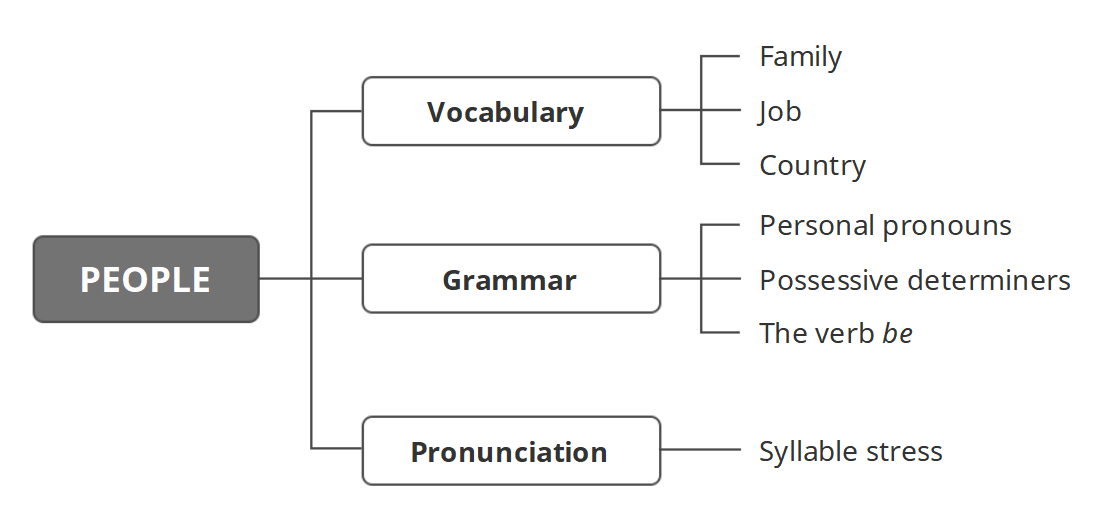 PEOPLE
Vocabulary
Family
Job
Country
Grammar
Personal pronouns
Possessive determiners
The verb be
Pronunciation
Syllable stress